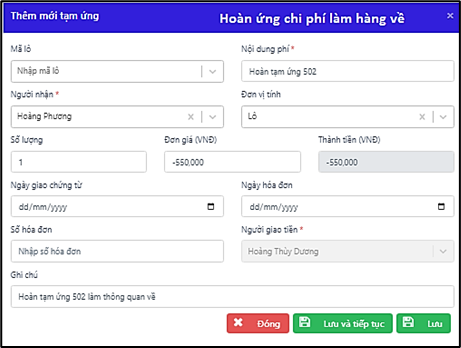 Thêm mới tạm ứng Hoàn ứng chi phí làm hàng về ×
Mã lô Nội dung phí *
Nhập mã lô Hoàn tạm ứng 502
Người nhận * Đơn vị tính
Hoàng Phương × Lô ×
Số lượng Đơn giá (VNĐ) Thành tiền (VNĐ)
1 -550,000 -550,000
Ngày giao chứng từ Ngày hóa đơn
dd/mm/yyyy dd/mm/yyyy
Số hóa đơn Người giao tiền *
Nhập số hóa đơn Hoàng Thùy Dương
Ghi chú
Hoàn tạm ứng 502 làm thông quan về
Đóng Lưu và tiếp tục Lưu